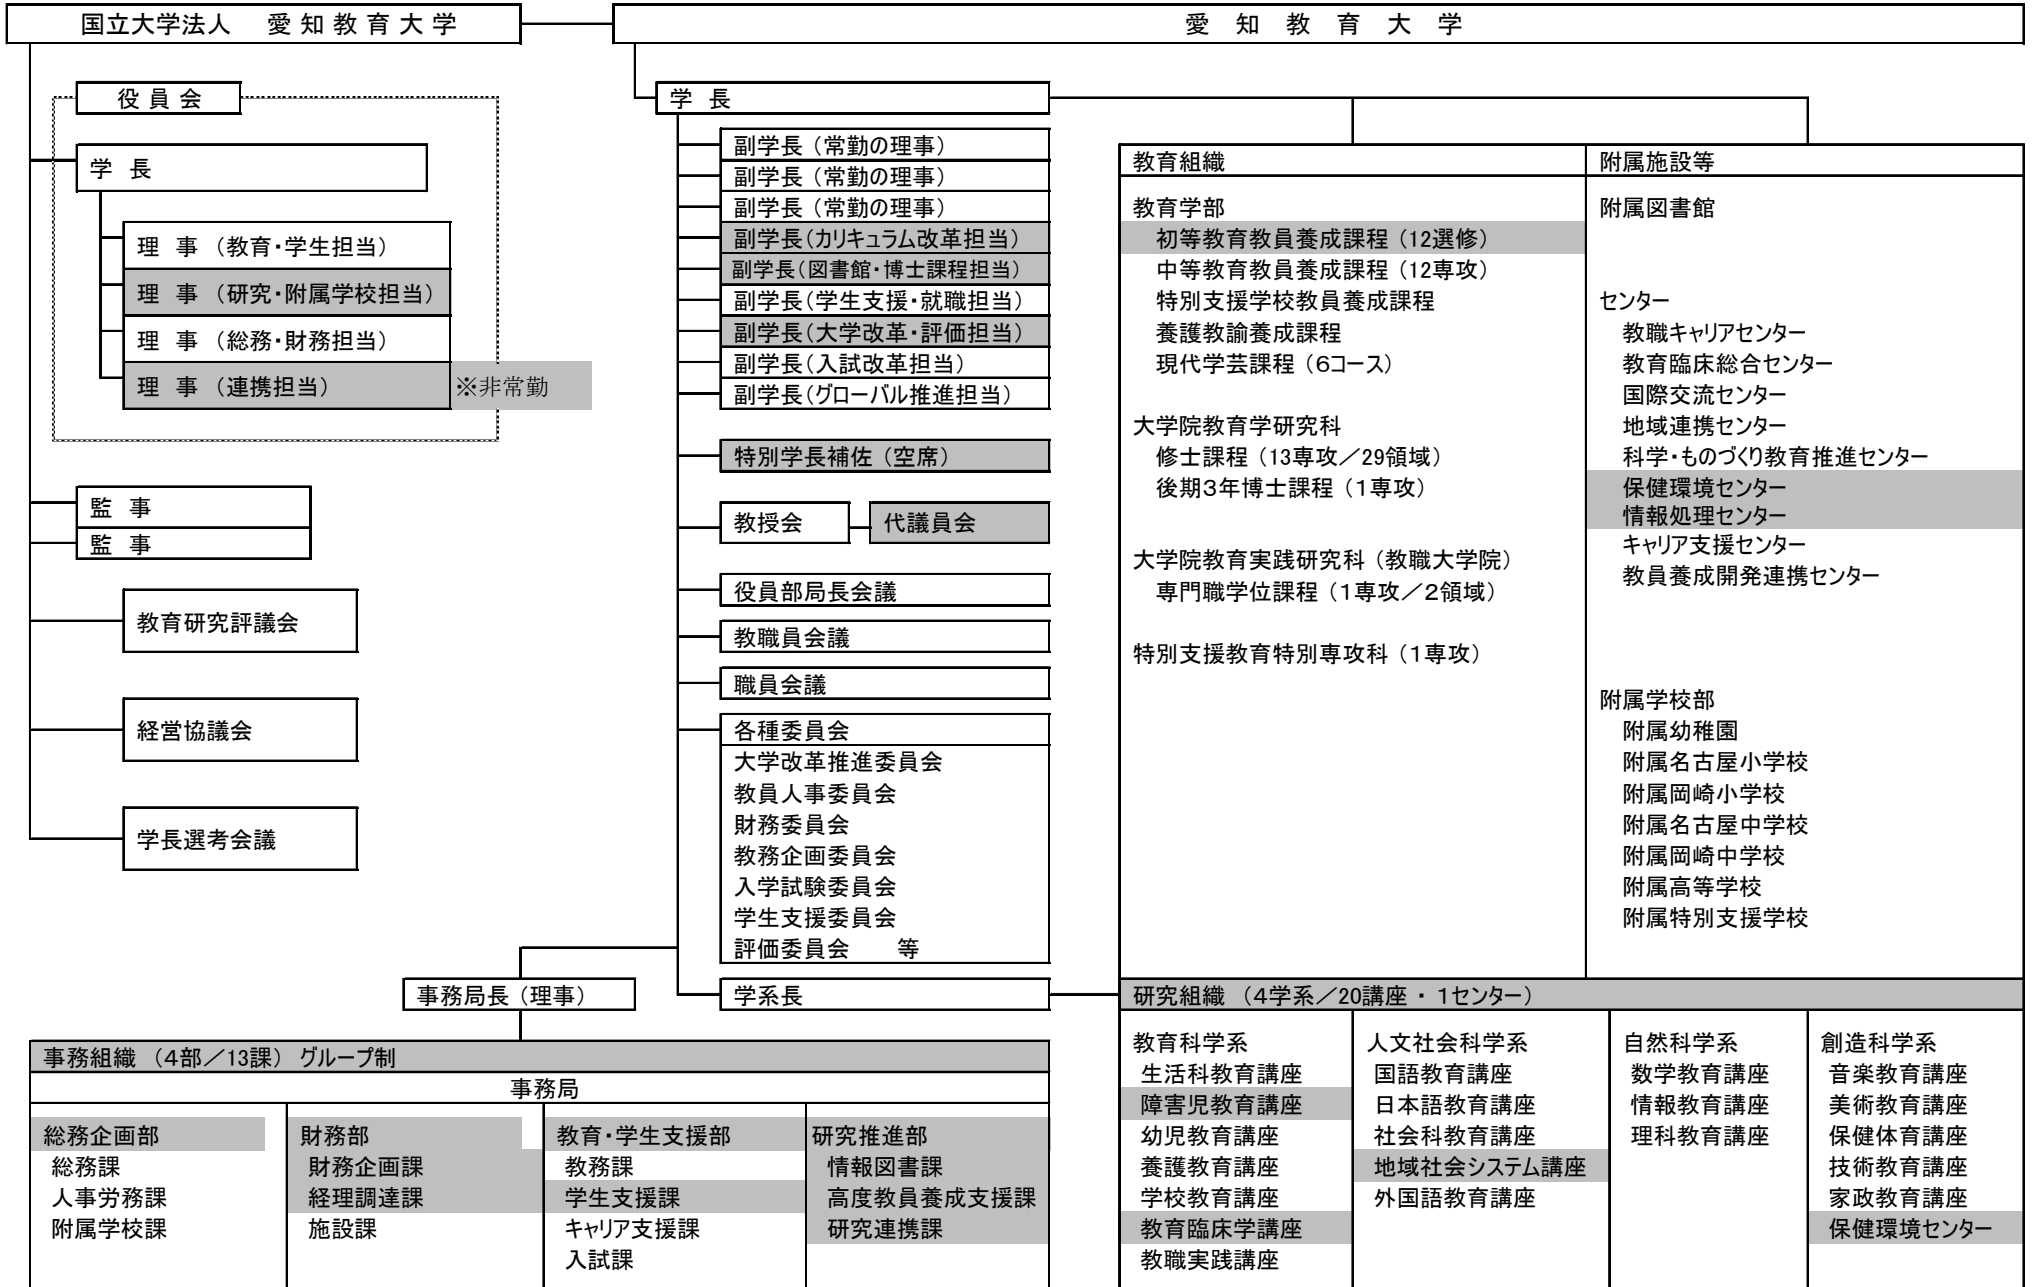 国立大学法人 愛知教育大学
愛知教育大学
役員会
学長
理事（教育・学生担当）
理事（研究・附属学校担当）
理事（総務・財務担当）
理事（連携担当） ※非常勤
監事
監事
教育研究評議会
経営協議会
学長選考会議
学長
副学長（常勤の理事）
副学長（常勤の理事）
副学長（常勤の理事）
副学長（カリキュラム改革担当）
副学長（図書館・博士課程担当）
副学長（学生支援・就職担当）
副学長（大学改革・評価担当）
副学長（入試改革担当）
副学長（グローバル推進担当）
特別学長補佐（空席）
教授会 代議員会
役員部局長会議
教職員会議
職員会議
各種委員会
大学改革推進委員会
教員人事委員会
財務委員会
教務企画委員会
入学試験委員会
学生支援委員会
評価委員会 等
学系長
事務局長（理事）
教育組織
教育学部
初等教育教員養成課程（12選修）
中等教育教員養成課程（12専攻）
特別支援学校教員養成課程
養護教諭養成課程
現代学芸課程（6コース）
大学院教育学研究科
修士課程（13専攻／29領域）
後期３年博士課程（１専攻）
大学院教育実践研究科（教職大学院）
専門職学位課程（１専攻／２領域）
特別支援教育特別専攻科（１専攻）
附属施設等
附属図書館
センター
教職キャリアセンター
教育臨床総合センター
国際交流センター
地域連携センター
科学・ものづくり教育推進センター
保健環境センター
情報処理センター
キャリア支援センター
教員養成開発連携センター
附属学校部
附属幼稚園
附属名古屋小学校
附属岡崎小学校
附属名古屋中学校
附属岡崎中学校
附属高等学校
附属特別支援学校
事務組織（４部／13課）グループ制
事務局
総務企画部
総務課
人事労務課
附属学校課
財務部
財務企画課
経理調達課
施設課
教育・学生支援部
教務課
学生支援課
キャリア支援課
入試課
研究推進部
情報図書課
高度教員養成支援課
研究連携課
研究組織（４学系／20講座・１センター）
教育科学系
生活科教育講座
障害児教育講座
幼児教育講座
養護教育講座
学校教育講座
教育臨床学講座
教職実践講座
人文社会科学系
国語教育講座
日本語教育講座
社会科教育講座
地域社会システム講座
外国語教育講座
自然科学系
数学教育講座
情報教育講座
理科教育講座
創造科学系
音楽教育講座
美術教育講座
保健体育講座
技術教育講座
家政教育講座
保健環境センター